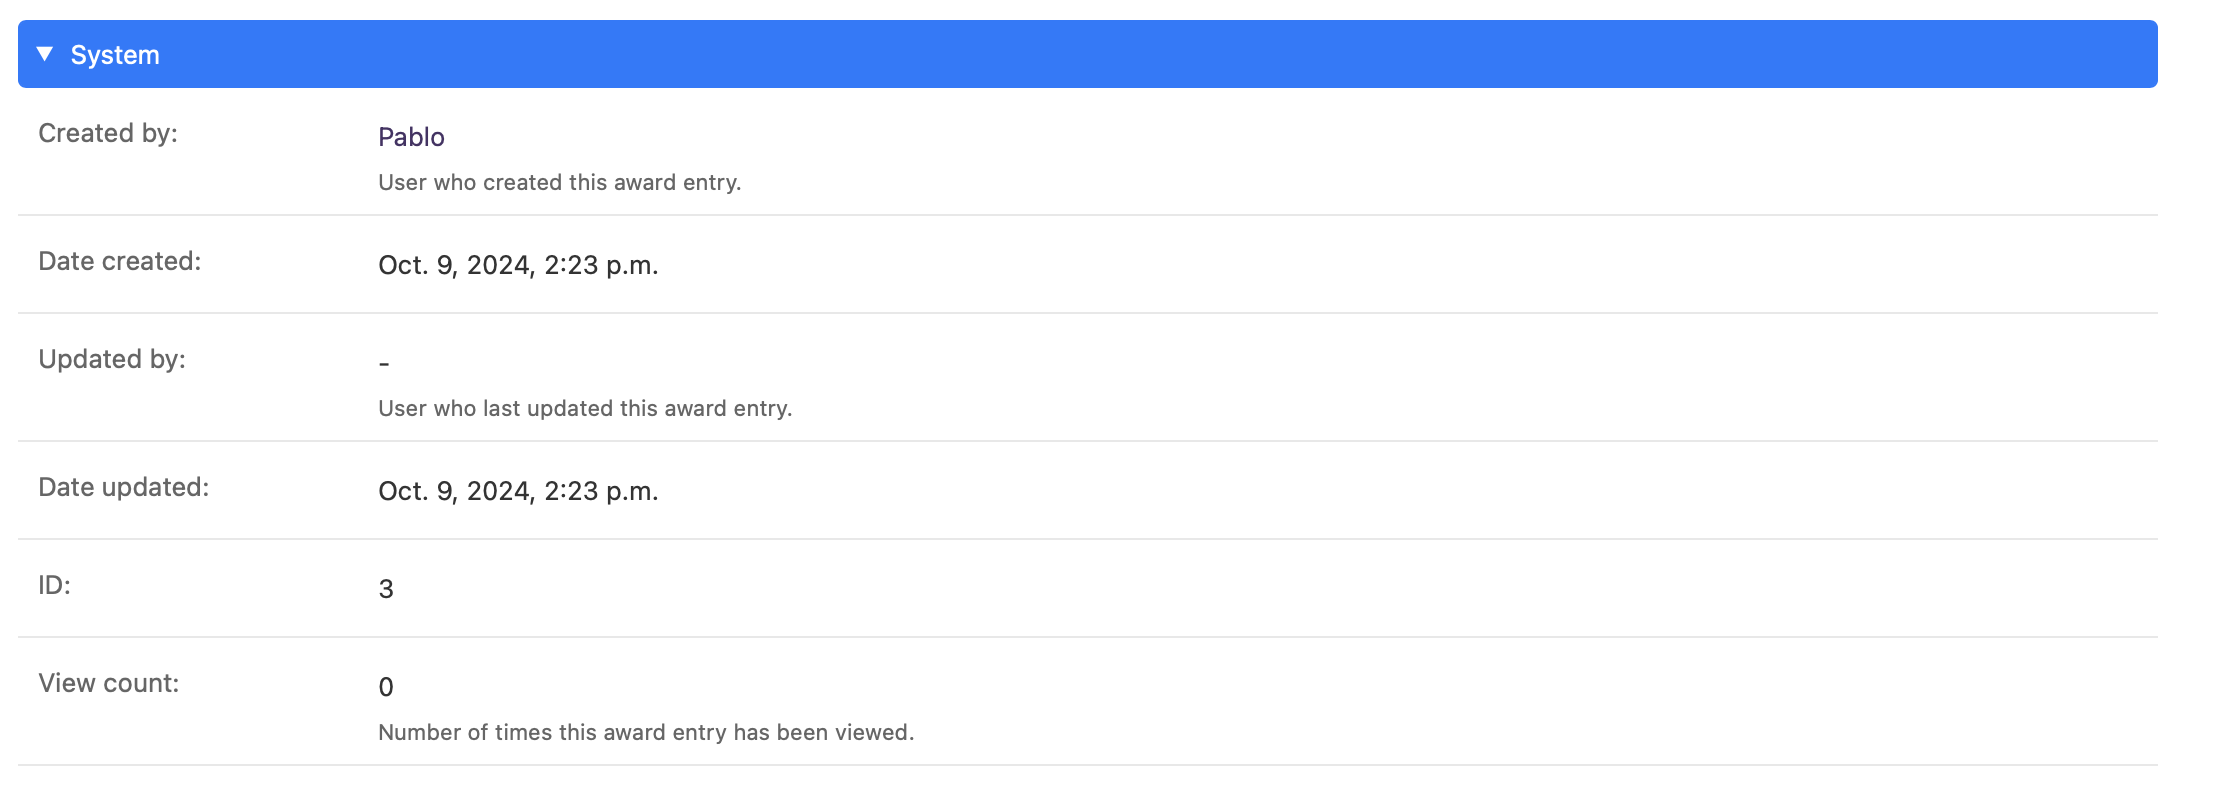 System
Created by:
Pablo
User who created this award entry.
Date created:
Oct. 9, 2024, 2:23 p.m.
Updated by:
-
User who last updated this award entry.
Date updated:
Oct. 9, 2024, 2:23 p.m.
ID:
3
View count:
0
Number of times this award entry has been viewed.